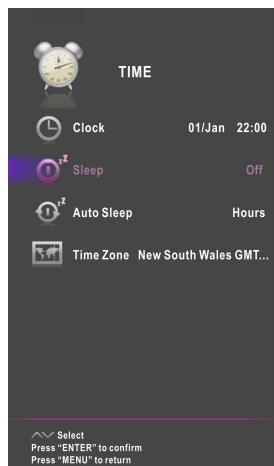 TIME
Clock 01/Jan 22:00
Sleep Off
Auto Sleep Hours
Time Zone New South Wales GMT...
Select
Press “ENTER” to confirm
Press “MENU” to return